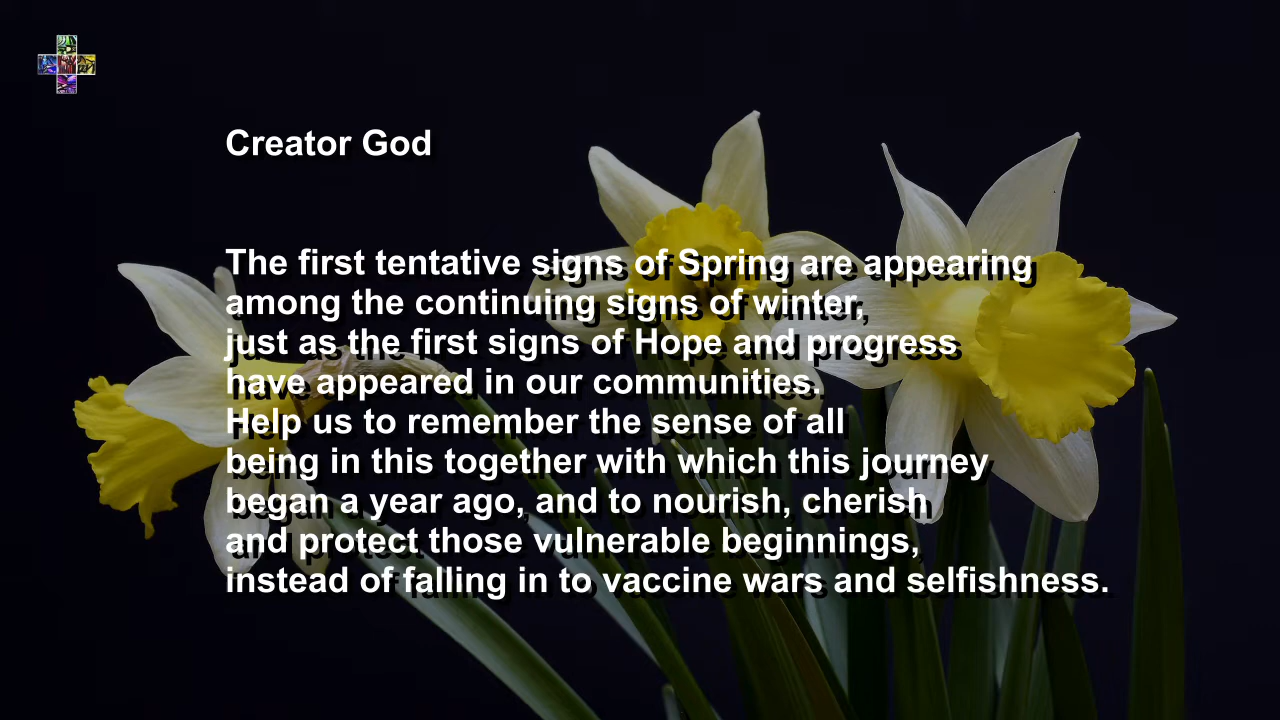 Creator God
The first tentative signs of Spring are appearing
among the continuing signs of winter,
just as the first signs of Hope and progress
have appeared in our communities.
Help us to remember the sense of all
being in this together with which this journey
began a year ago, and to nourish, cherish
and protect those vulnerable beginnings,
instead of falling in to vaccine wars and selfishness.